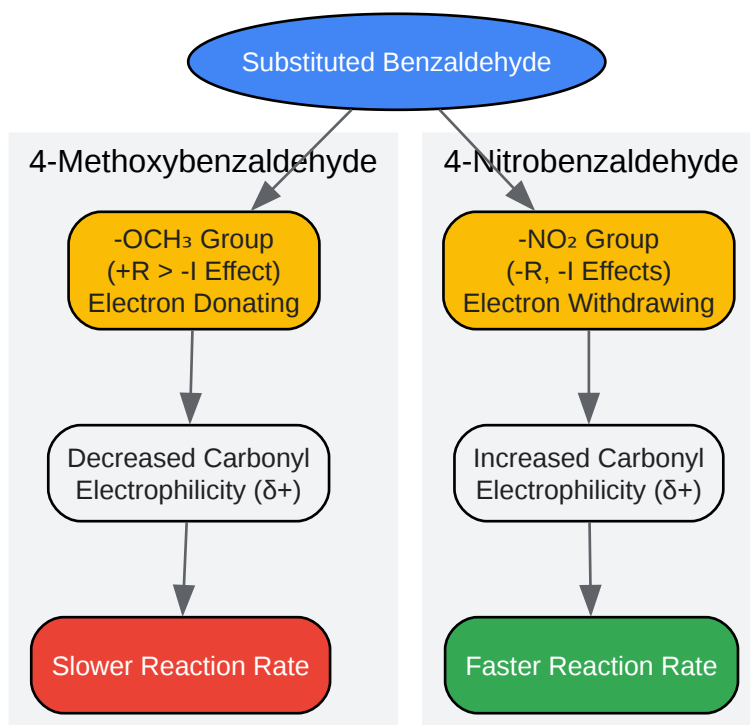 Substituted Benzaldehyde
4-Methoxybenzaldehyde
-OCH₃ Group
(+R > -I Effect)
Electron Donating
Decreased Carbonyl
Electrophilicity (δ+)
Slower Reaction Rate
4-Nitrobenzaldehyde
-NO₂ Group
(-R, -I Effects)
Electron Withdrawing
Increased Carbonyl
Electrophilicity (δ+)
Faster Reaction Rate